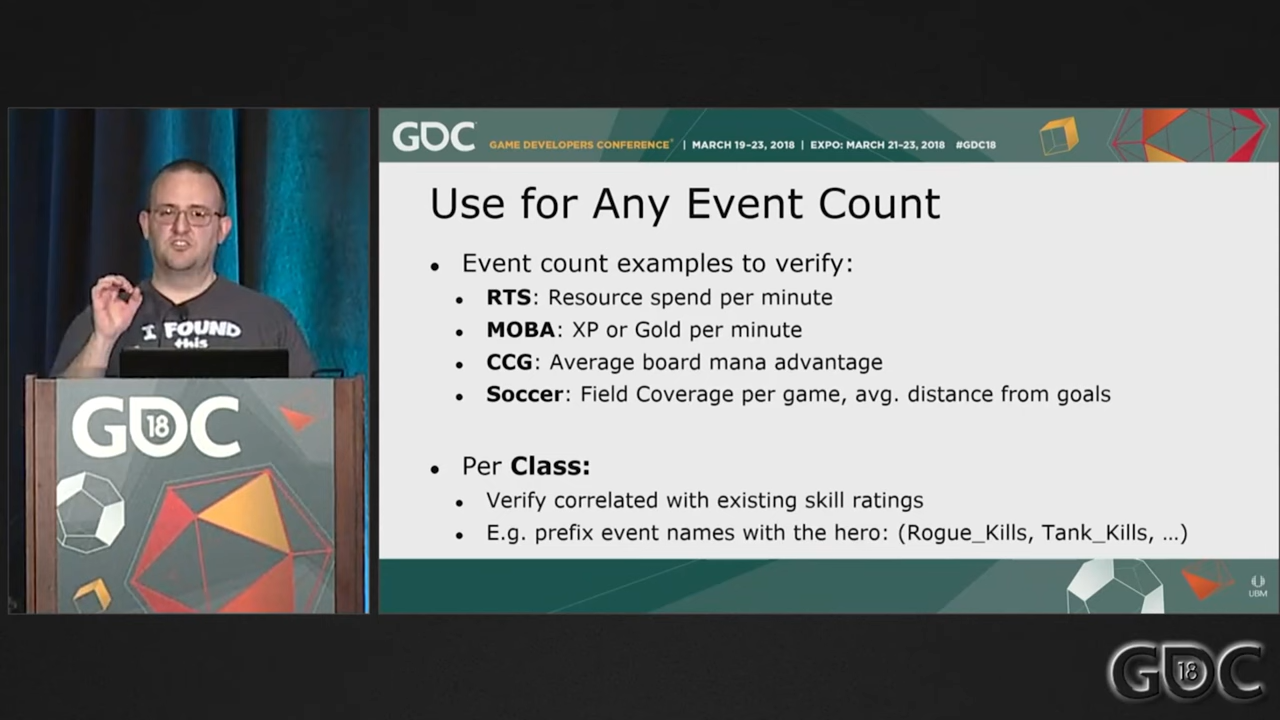 GDC GAME DEVELOPERS CONFERENCE® | MARCH 19–23, 2018 | EXPO: MARCH 21–23, 2018 #GDC18
Use for Any Event Count
• Event count examples to verify:
• RTS: Resource spend per minute
• MOBA: XP or Gold per minute
• CCG: Average board mana advantage
• Soccer: Field Coverage per game, avg. distance from goals
• Per Class:
• Verify correlated with existing skill ratings
• E.g. prefix event names with the hero: (Rogue_Kills, Tank_Kills, …)
UBM
I FOUND
this
GDC 18
GDC 18